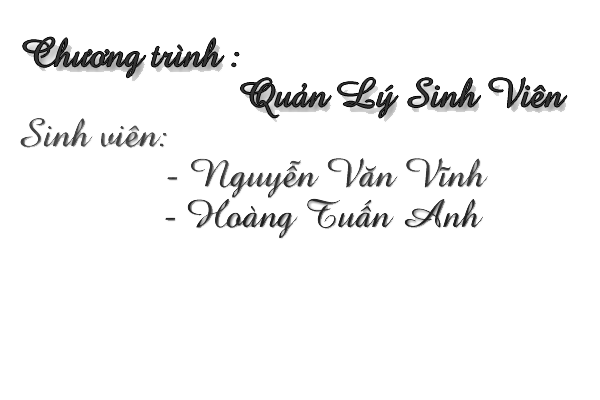 Chương trình :
Quản Lý Sinh Viên
Sinh viên:
- Nguyễn Văn Vĩnh
- Hoàng Tuấn Anh